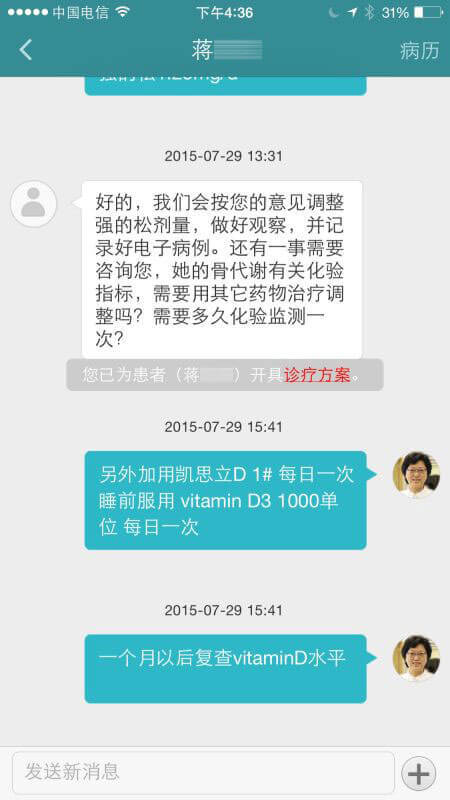 中国电信 下午4:36 31%
蒋 病历
2015-07-29 13:31
好的，我们会按您的意见调整
强的松剂量，做好观察，并记
录好电子病例。还有一事需要
咨询您，她的骨代谢有关化验
指标，需要用其它药物治疗调
整吗？需要多久化验监测一
次？
您已为患者（蒋 ）开具诊疗方案。
2015-07-29 15:41
另外加用凯思立D 1# 每日一次
睡前服用 vitamin D3 1000单
位 每日一次
2015-07-29 15:41
一个月以后复查vitaminD水平
发送新消息